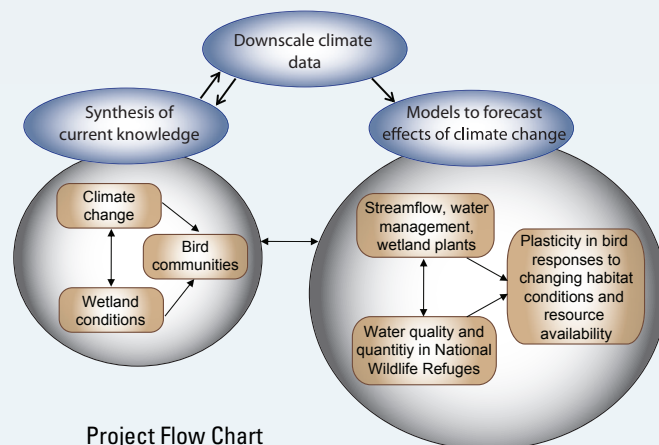 Downscale climate
data
Synthesis of
current knowledge
Models to forecast
effects of climate change
Climate
change
Bird
communities
Wetland
conditions
Streamflow, water
management,
wetland plants
Plasticity in bird
responses to
changing habitat
conditions and
resource
availability
Water quality and
quantitiy in National
Wildlife Refuges
Project Flow Chart